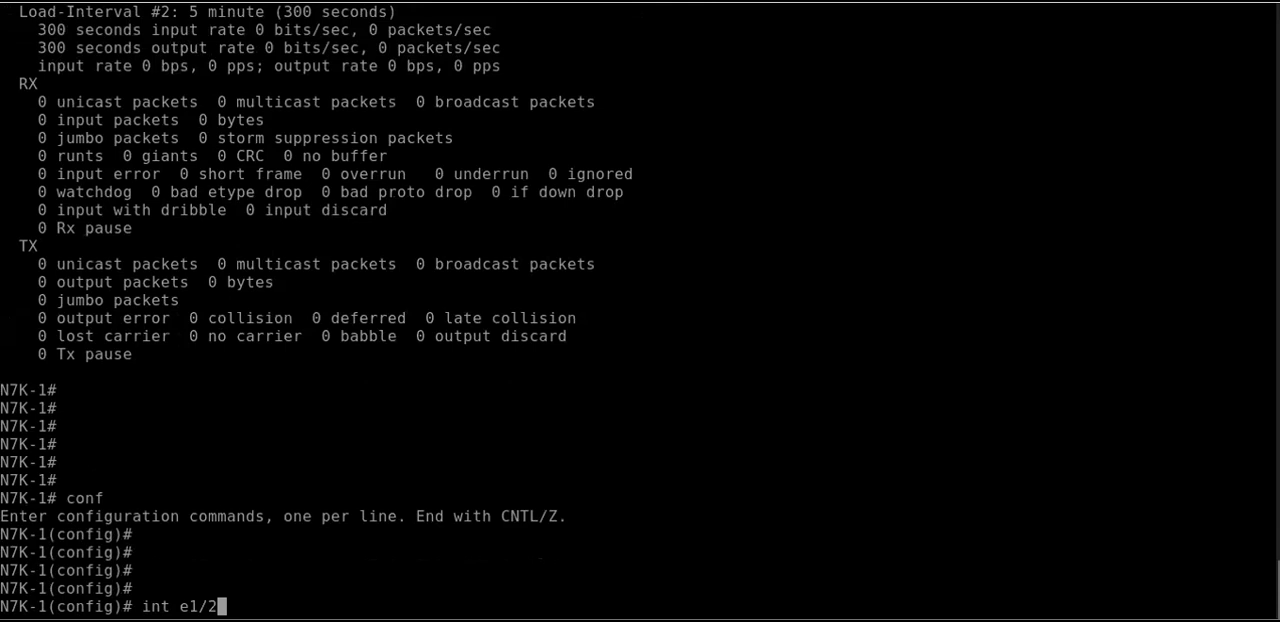 Load-Interval #2: 5 minute (300 seconds)
300 seconds input rate 0 bits/sec, 0 packets/sec
300 seconds output rate 0 bits/sec, 0 packets/sec
input rate 0 bps, 0 pps; output rate 0 bps, 0 pps
RX
0 unicast packets  0 multicast packets  0 broadcast packets
0 input packets  0 bytes
0 jumbo packets  0 storm suppression packets
0 runts  0 giants  0 CRC  0 no buffer
0 input error  0 short frame  0 overrun   0 underrun  0 ignored
0 watchdog  0 bad etype drop  0 bad proto drop  0 if down drop
0 input with dribble  0 input discard
0 Rx pause
TX
0 unicast packets  0 multicast packets  0 broadcast packets
0 output packets  0 bytes
0 jumbo packets
0 output error  0 collision  0 deferred  0 late collision
0 lost carrier  0 no carrier  0 babble  0 output discard
0 Tx pause
N7K-1#
N7K-1#
N7K-1#
N7K-1#
N7K-1#
N7K-1#
N7K-1# conf
Enter configuration commands, one per line. End with CNTL/Z.
N7K-1(config)#
N7K-1(config)#
N7K-1(config)#
N7K-1(config)#
N7K-1(config)# int e1/2